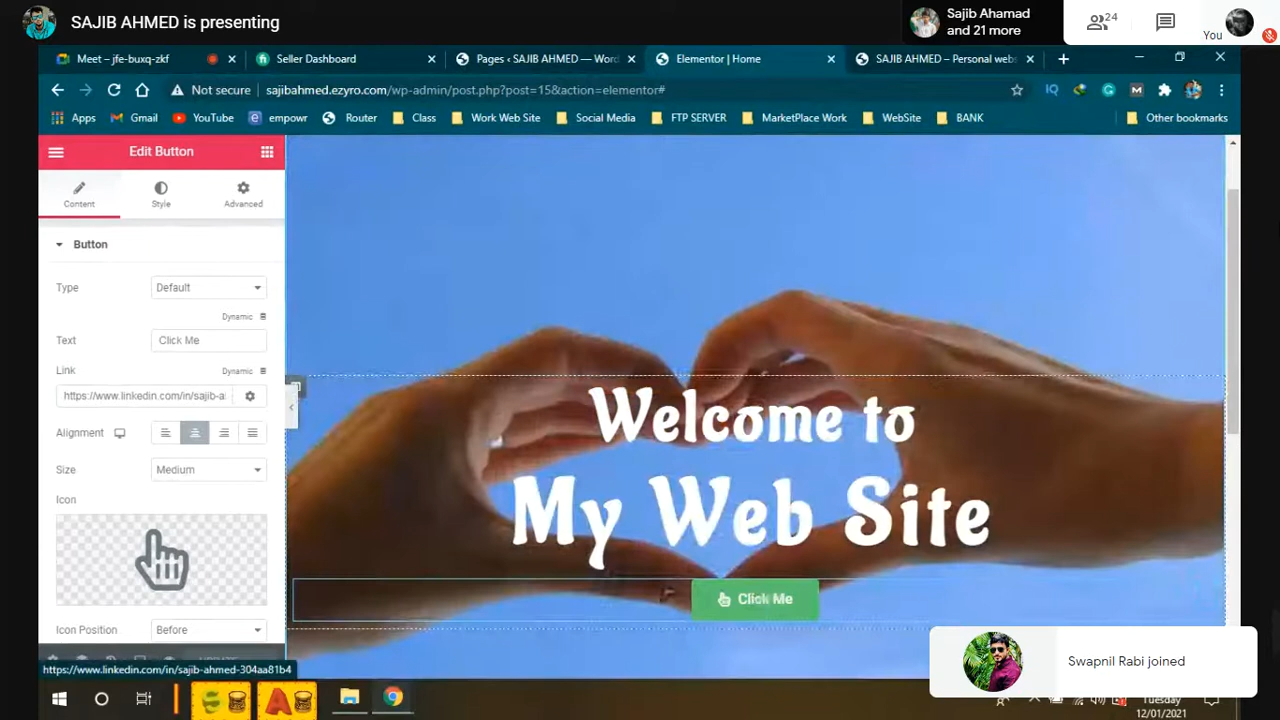 SAJIB AHMED is presenting
Sajib Ahamad
and 21 more
24
You
Meet – jfe-buxq-zkf
Seller Dashboard
Pages ‹ SAJIB AHMED — Word
Elementor | Home
SAJIB AHMED – Personal webs
Not secure
sajibahmed.ezyro.com/wp-admin/post.php?post=15&action=elementor#
Apps
Gmail
YouTube
empowr
Router
Class
Work Web Site
Social Media
FTP SERVER
MarketPlace Work
WebSite
BANK
Other bookmarks
Edit Button
Content
Style
Advanced
Button
Type
Default
Dynamic
Text
Click Me
Link
Dynamic
https://www.linkedin.com/in/sajib-a
Alignment
Size
Medium
Icon
Icon Position
Before
https://www.linkedin.com/in/sajib-ahmed-304aa81b4
Welcome to
My Web Site
Click Me
Swapnil Rabi joined
Tuesday
12/01/2021